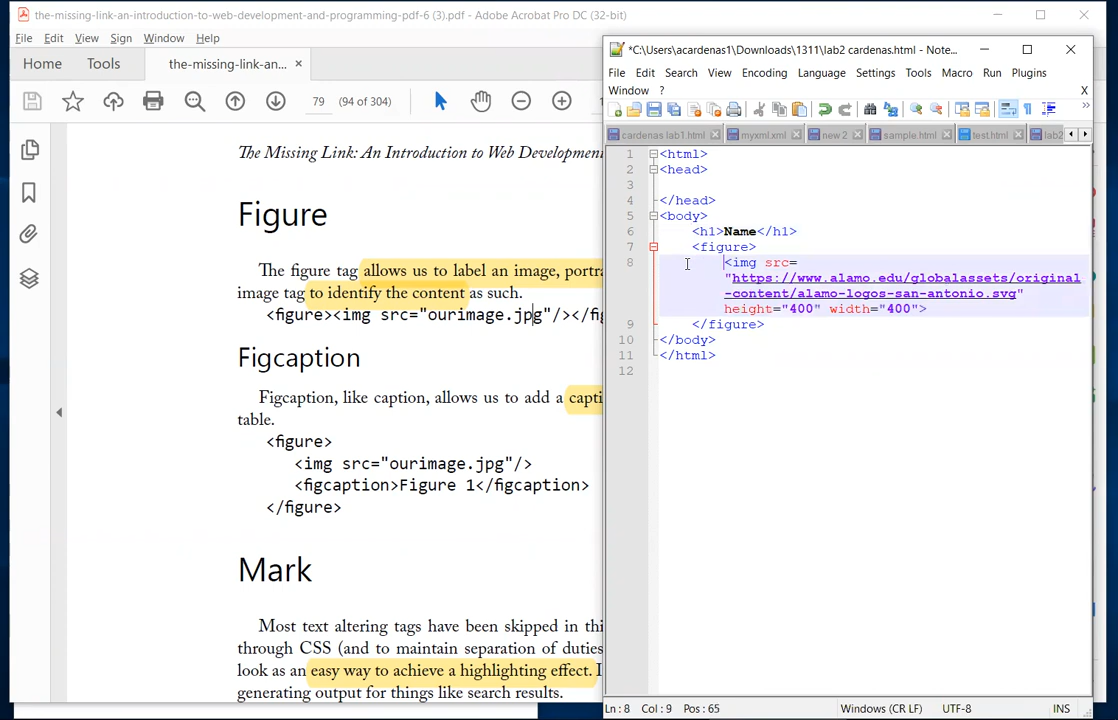 the-missing-link-an-introduction-to-web-development-and-programming-pdf-6 (3).pdf - Adobe Acrobat Pro DC (32-bit)
File Edit View Sign Window Help
Home Tools the-missing-link-an... ×
79 (94 of 304)
The Missing Link: An Introduction to Web Developmen
Figure
The figure tag allows us to label an image, portra
image tag to identify the content as such.
<figure><img src="ourimage.jpg"/></fi
Figcaption
Figcaption, like caption, allows us to add a capti
table.
<figure>
<img src="ourimage.jpg"/>
<figcaption>Figure 1</figcaption>
</figure>
Mark
Most text altering tags have been skipped in thi
through CSS (and to maintain separation of duties
look as an easy way to achieve a highlighting effect. I
generating output for things like search results.
*C:\Users\acardenas1\Downloads\1311\lab2 cardenas.html - Note...
File Edit Search View Encoding Language Settings Tools Macro Run Plugins
Window ? X
cardenas lab1.html myxml.xml new 2 sample.html test.html lab2
1 <html>
2 <head>
3
4 </head>
5 <body>
6 <h1>Name</h1>
7 <figure>
8 <img src=
"https://www.alamo.edu/globalassets/original
-content/alamo-logos-san-antonio.svg"
height="400" width="400">
9 </figure>
10 </body>
11 </html>
12
Ln : 8 Col : 9 Pos : 65 Windows (CR LF) UTF-8 INS